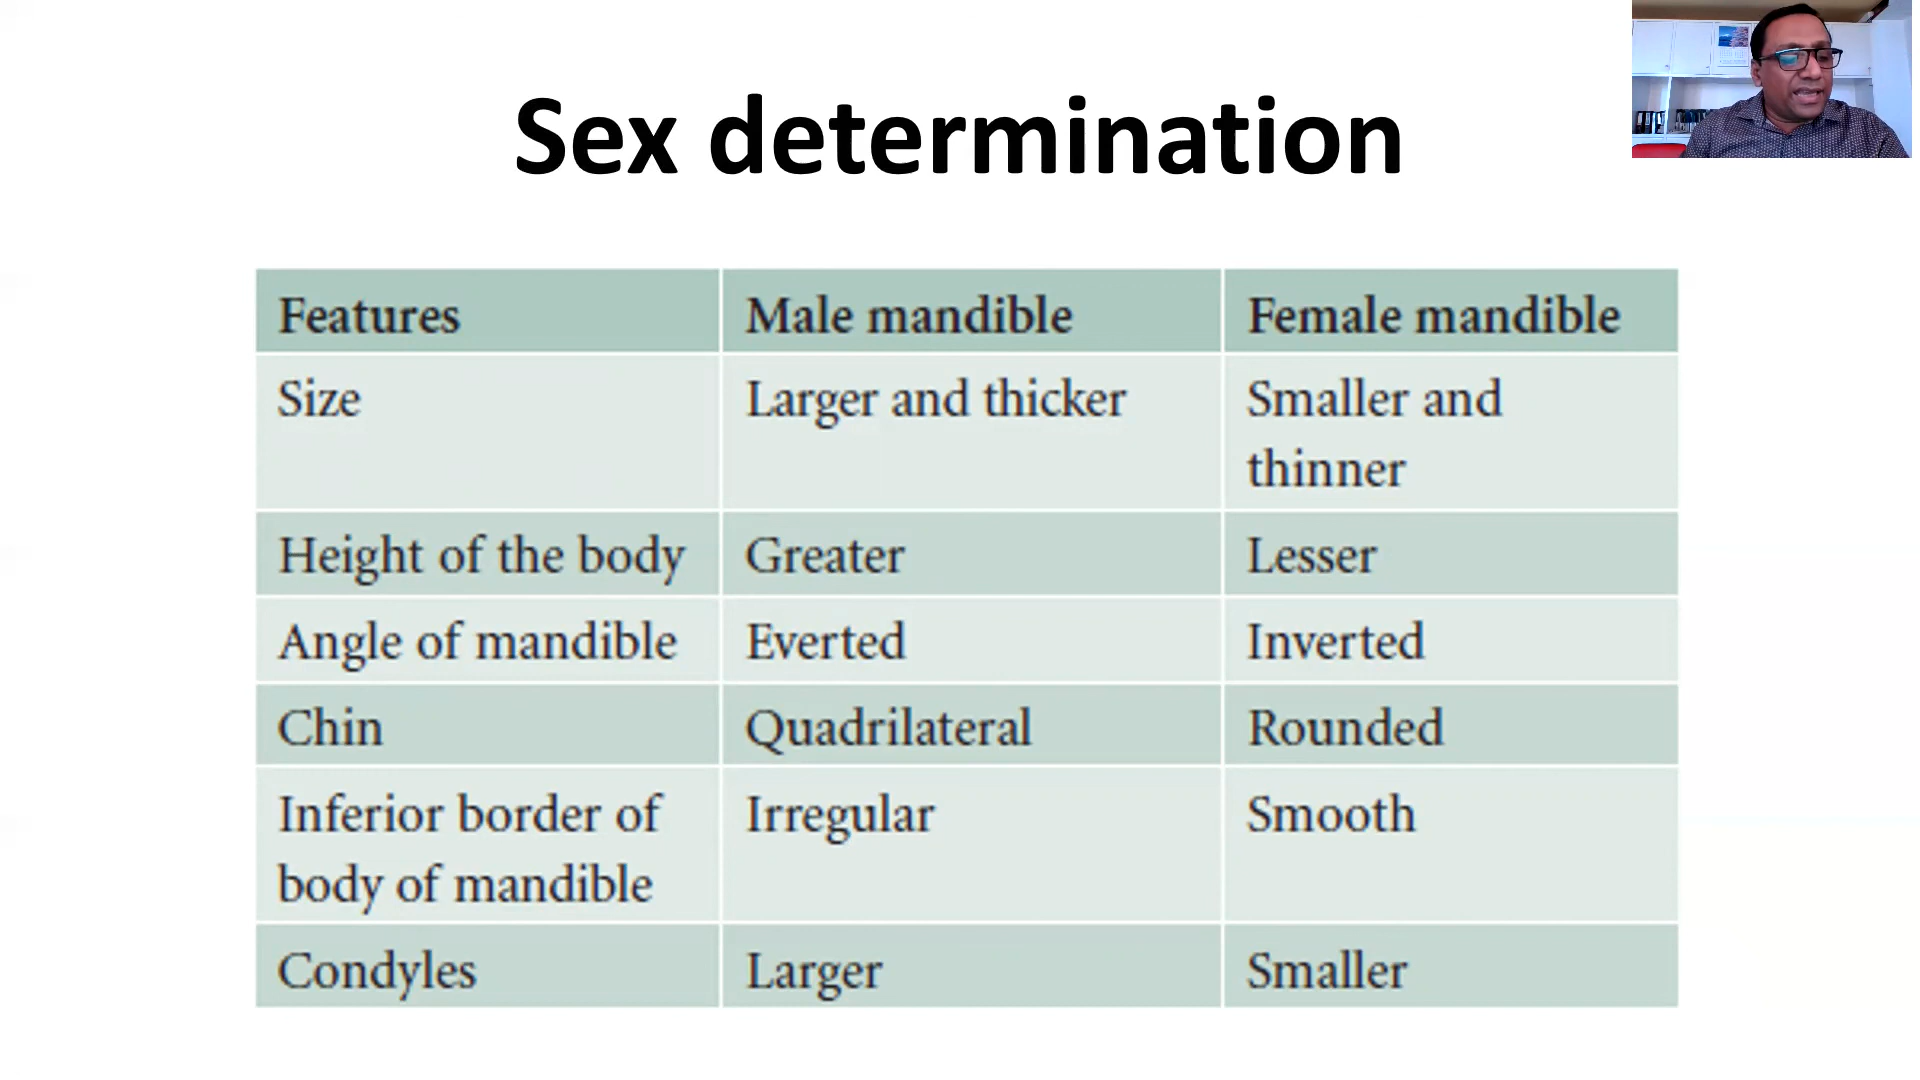 Sex determination
Features Male mandible Female mandible
Size Larger and thicker Smaller and
thinner
Height of the body Greater Lesser
Angle of mandible Everted Inverted
Chin Quadrilateral Rounded
Inferior border of Irregular Smooth
body of mandible
Condyles Larger Smaller